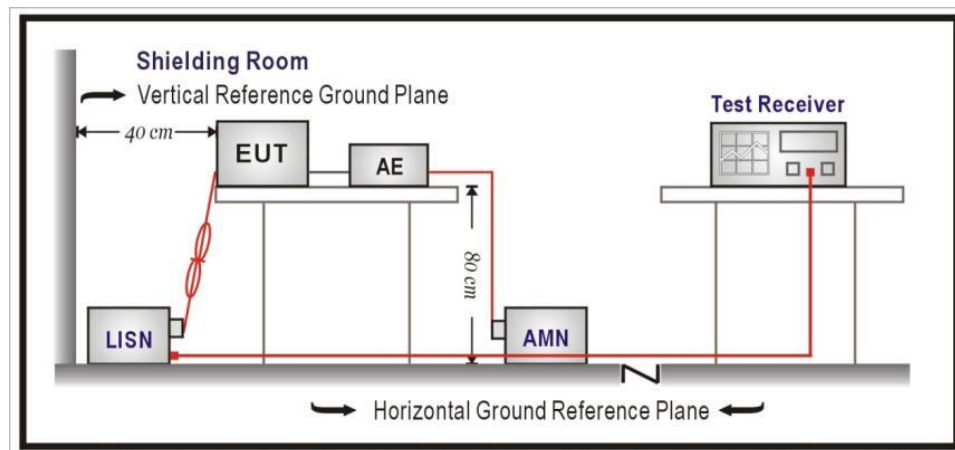 Shielding Room
Vertical Reference Ground Plane
Test Receiver
40 cm
EUT
AE
80 cm
LISN
AMN
Horizontal Ground Reference Plane